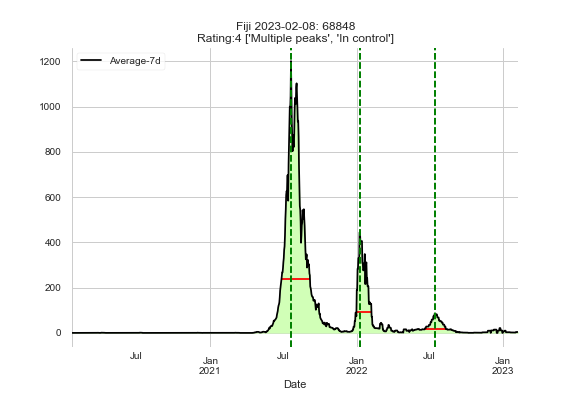 Fiji 2023-02-08: 68848
Rating:4 ['Multiple peaks', 'In control']
Average-7d
1200
1000
800
600
400
200
0
Jul Jan Jul Jan Jul Jan
2021 2022 2023
Date